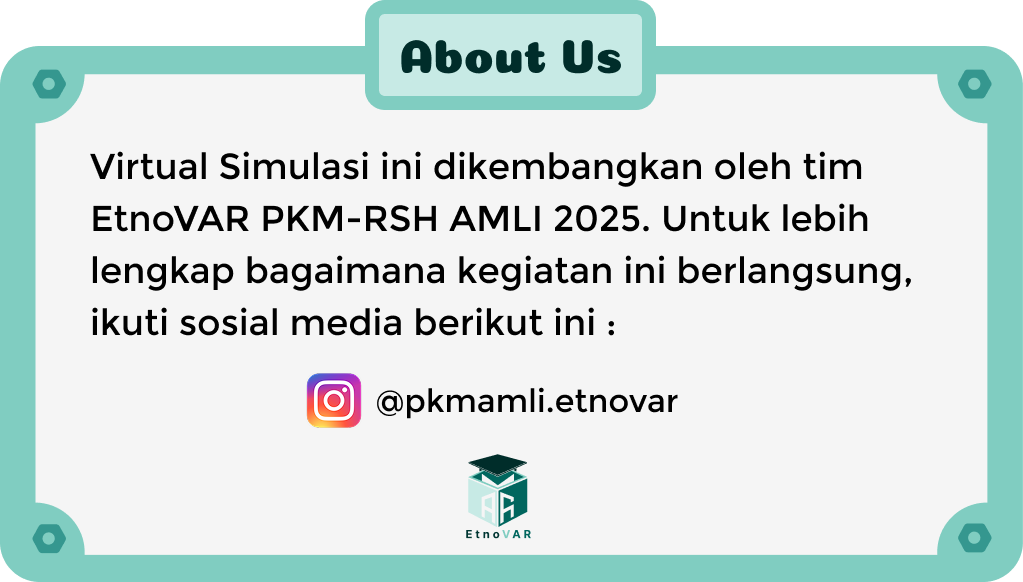 About Us
Virtual Simulasi ini dikembangkan oleh tim
EtnoVAR PKM-RSH AMLI 2025. Untuk lebih
lengkap bagaimana kegiatan ini berlangsung,
ikuti sosial media berikut ini :
@pkmamli.etnovar
EtnoVAR